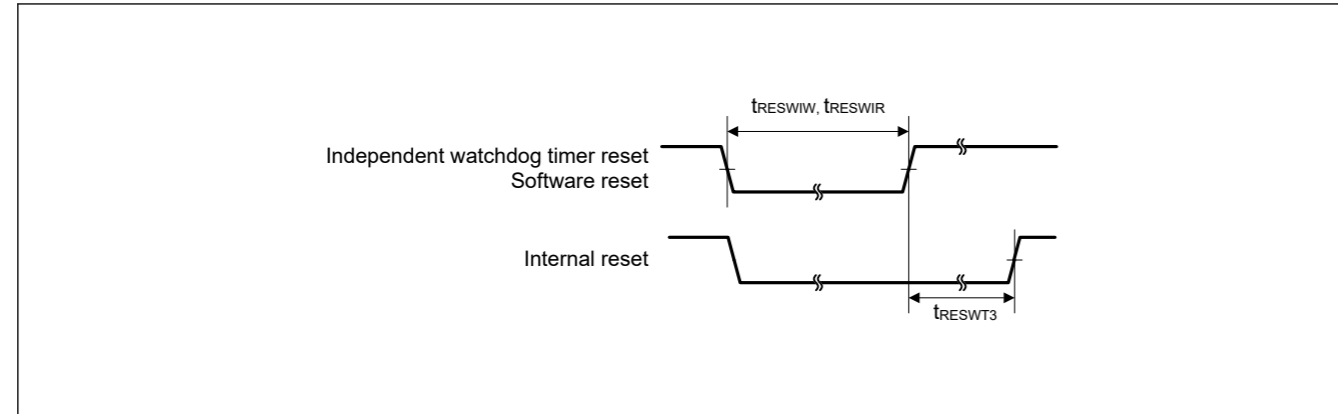 tRESWIW, tRESWIR
Independent watchdog timer reset
Software reset
Internal reset
tRESWT3